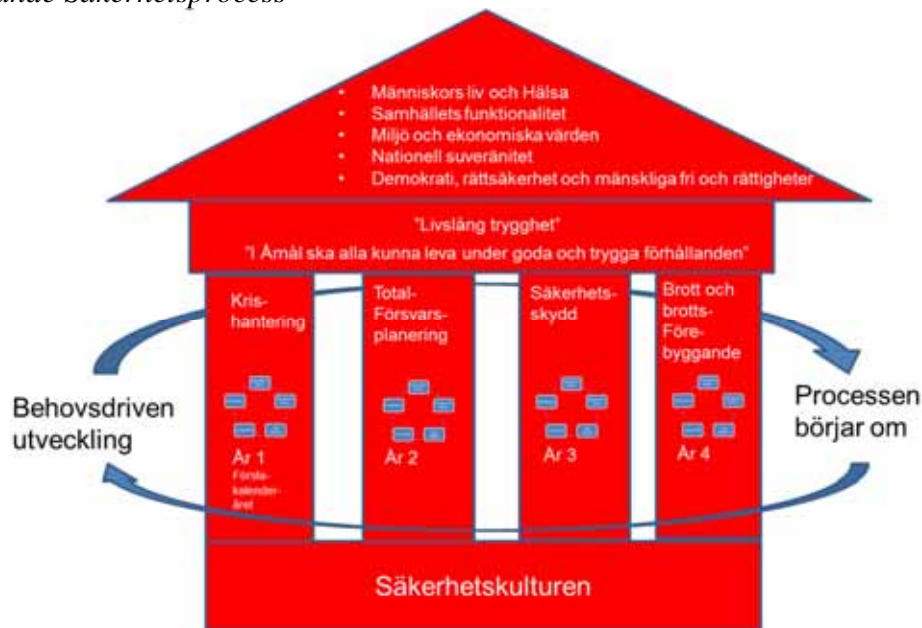 ande Säkerhetsprocess
• Människors liv och Hälsa
• Samhällets funktionalitet
• Miljö och ekonomiska värden
• Nationell suveränitet
• Demokrati, rättsäkerhet och mänskliga fri och rättigheter
"Livslång trygghet"
"I Åmål ska alla kunna leva under goda och trygga förhållanden"
Kris-
hantering
År 1
Första
kalender-
året
Total-
Försvars-
planering
År 2
Säkerhets-
skydd
År 3
Brott och
brotts-
Före-
byggande
År 4
Behovsdriven
utveckling
Processen
börjar om
Säkerhetskulturen